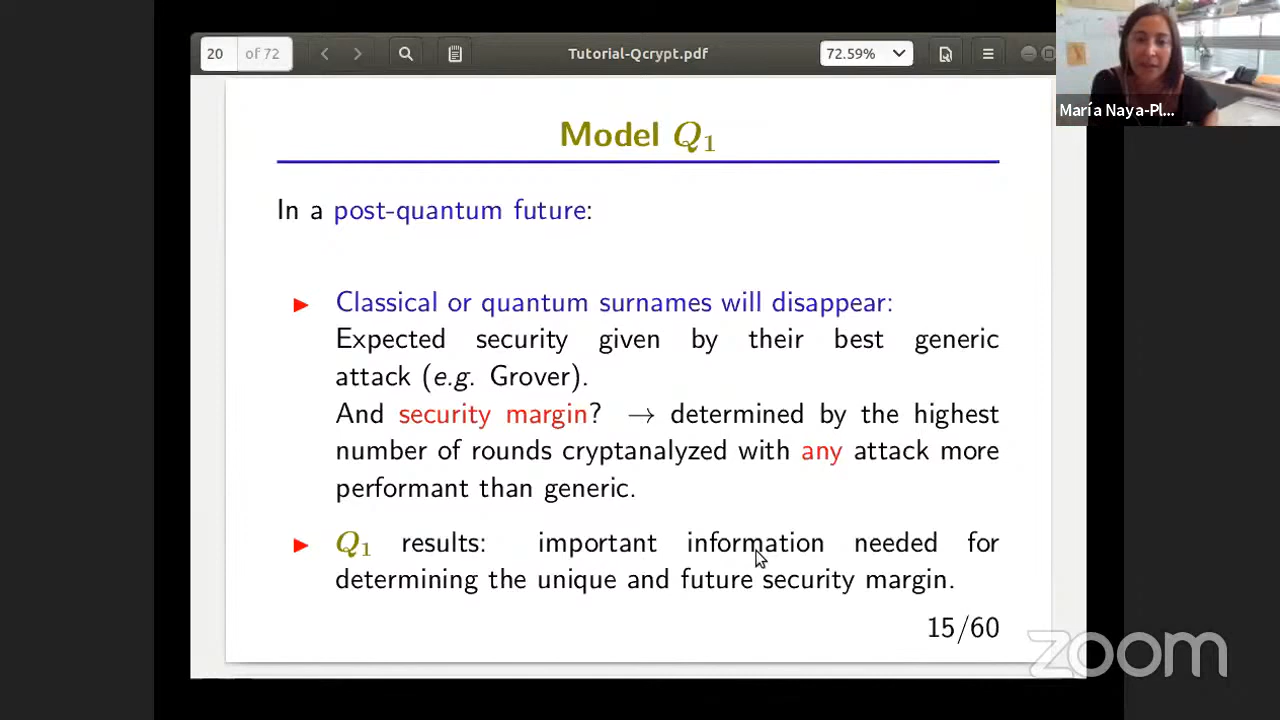 20 of 72
Tutorial-Qcrypt.pdf
72.59%
María Naya-Pl...
Model Q1
In a post-quantum future:
► Classical or quantum surnames will disappear:
Expected security given by their best generic
attack (e.g. Grover).
And security margin? → determined by the highest
number of rounds cryptanalyzed with any attack more
performant than generic.
► Q1 results: important information needed for
determining the unique and future security margin.
15/60
zoom